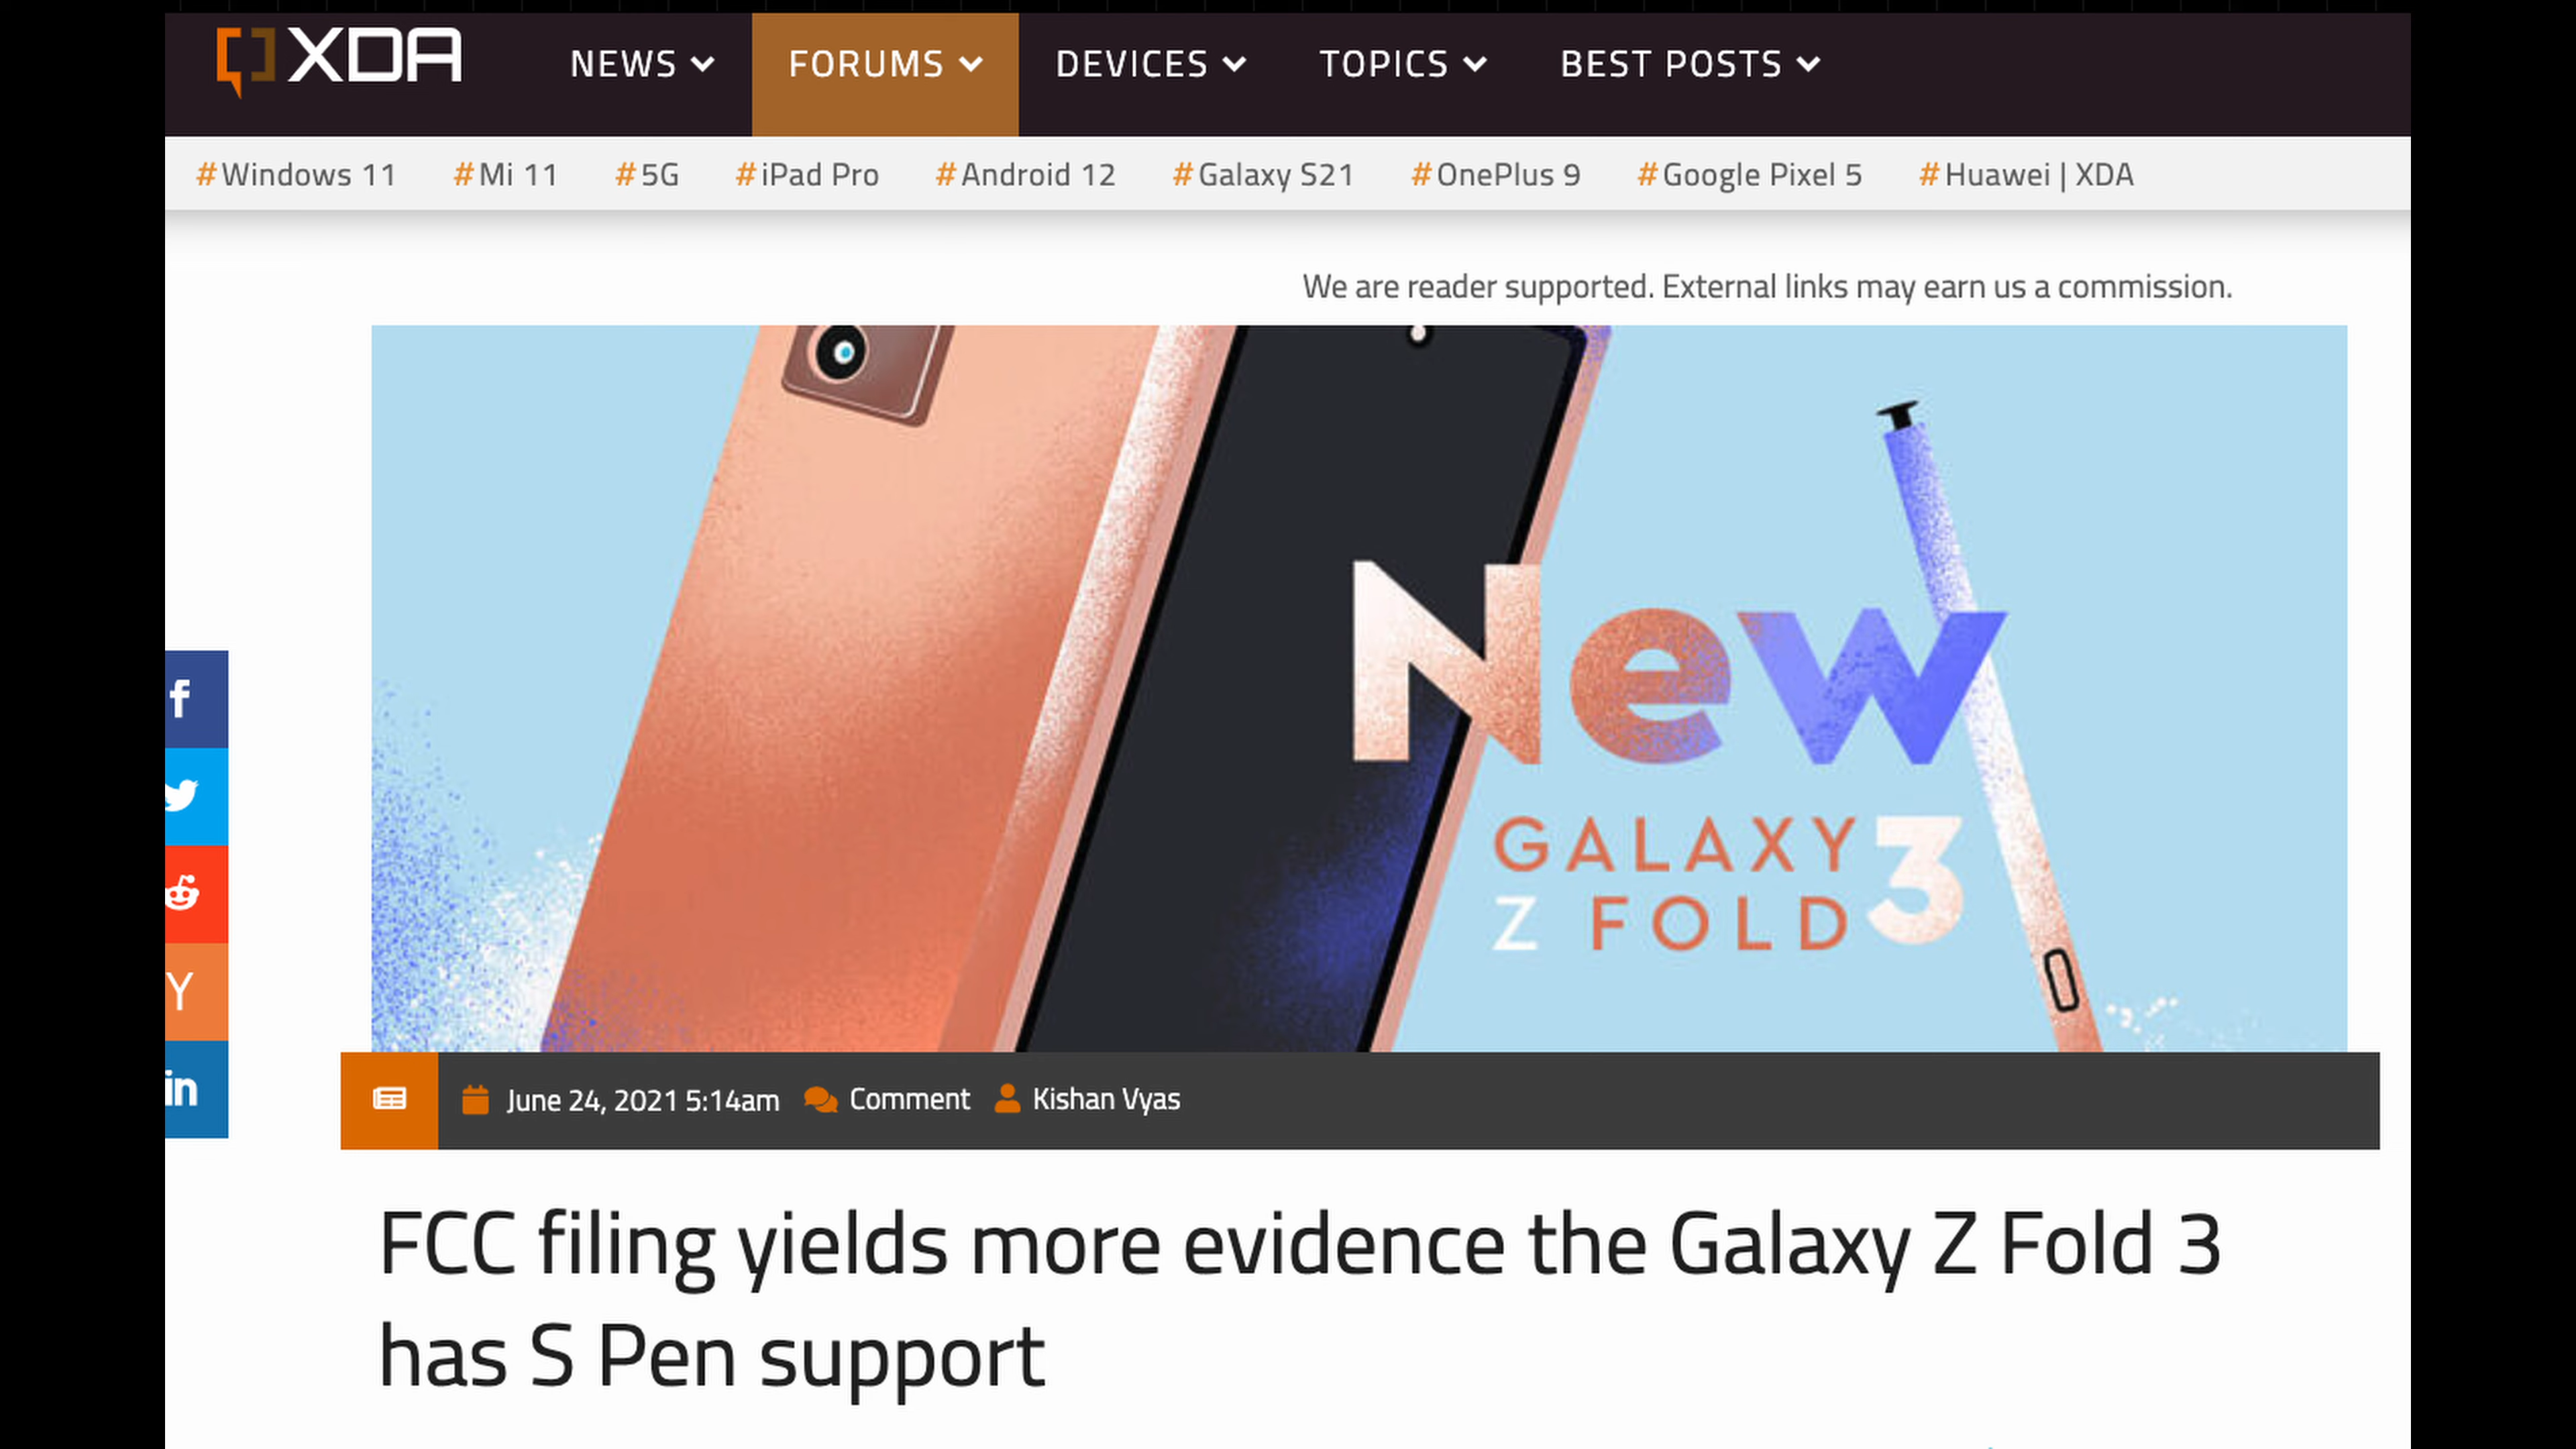 XDA
NEWS FORUMS DEVICES TOPICS BEST POSTS
#Windows 11 #Mi 11 #5G #iPad Pro #Android 12 #Galaxy S21 #OnePlus 9 #Google Pixel 5 #Huawei | XDA
We are reader supported. External links may earn us a commission.
New
GALAXY
Z FOLD 3
f
Y
in
June 24, 2021 5:14am Comment Kishan Vyas
FCC filing yields more evidence the Galaxy Z Fold 3
has S Pen support